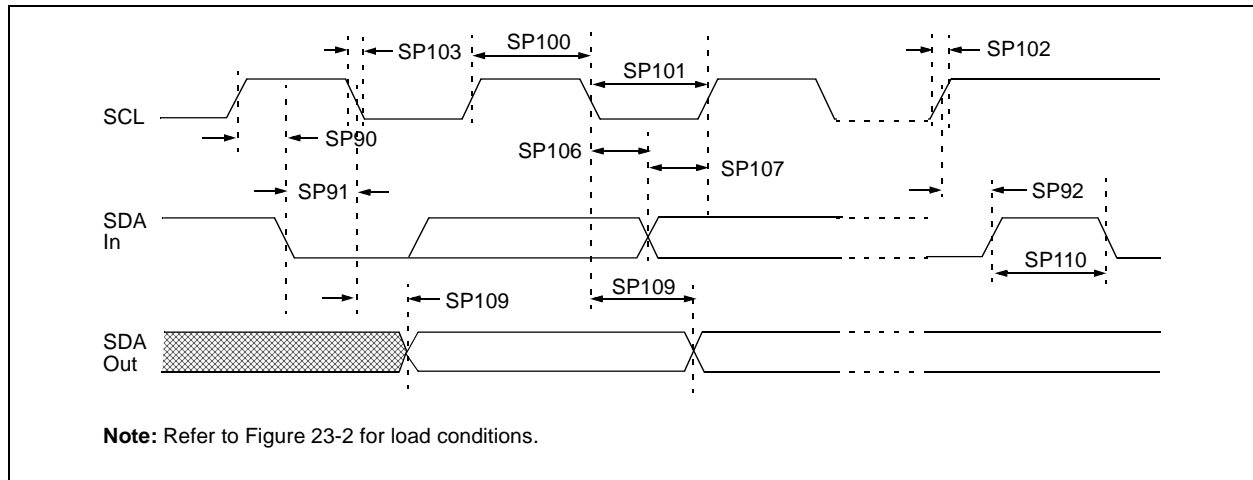 SP103
SP100
SP101
SP102
SCL
SP90
SP106
SP107
SP91
SP92
SDA
In
SP110
SP109
SP109
SDA
Out
Note: Refer to Figure 23-2 for load conditions.